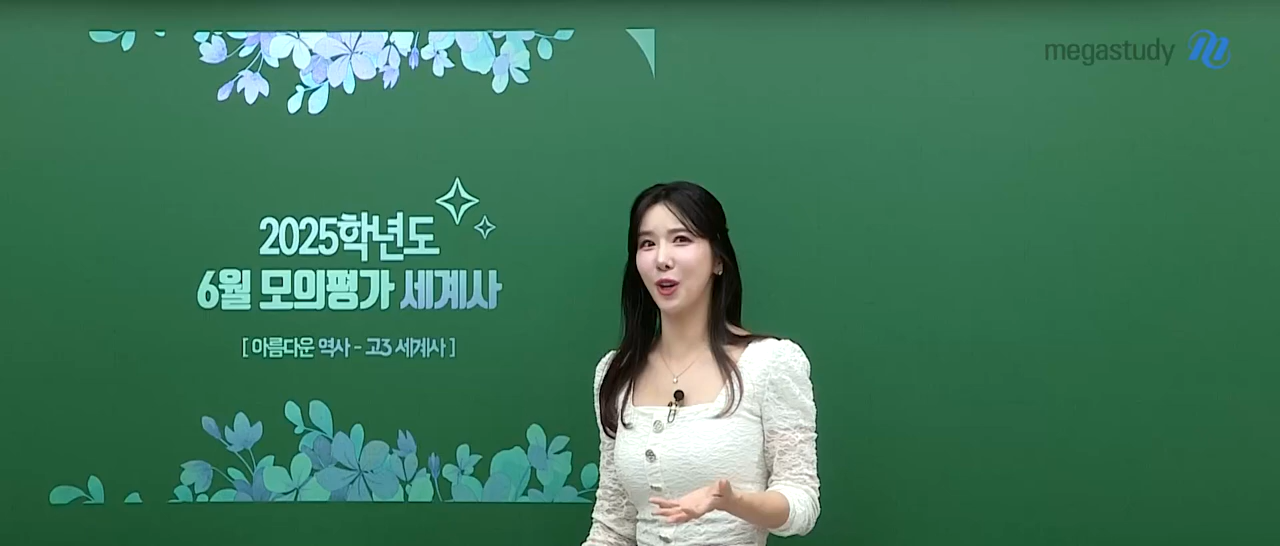 megastudy
2025학년도
6월 모의평가 세계사
[ 아름다운 역사 - 고3 세계사 ]